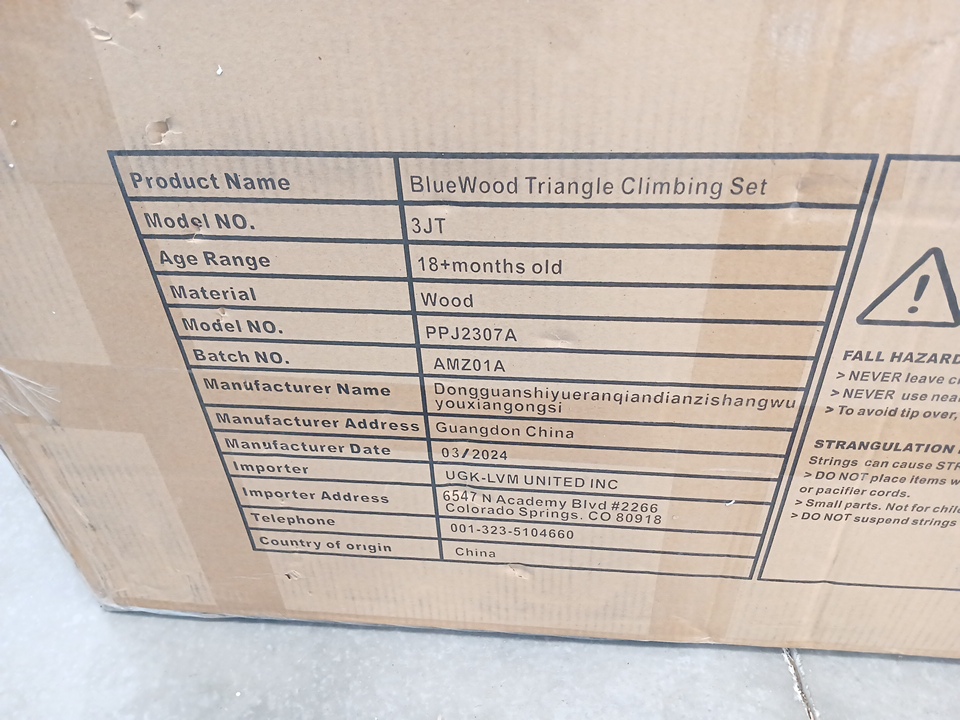 Product Name BlueWood Triangle Climbing Set
Model NO. 3JT
Age Range 18+months old
Material Wood
Model NO. PPJ2307A
Batch NO. AMZ01A
Manufacturer Name Dongguanshiyueranqiandianzishangwu
youxiangongsi
Manufacturer Address Guangdon China
Manufacturer Date 03/2024
Importer UGK-LVM UNITED INC
Importer Address 6547 N Academy Blvd #2266
Colorado Springs. CO 80918
Telephone 001-323-5104660
Country of origin China
FALL HAZARD
> NEVER leave
> NEVER use
> To avoid tip over,
STRANGULATION
Strings can cause
> DO NOT place items
or pacifier cords.
> Small parts. Not for
> DO NOT suspend strings